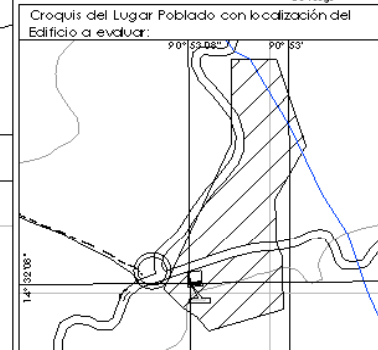 Croquis del Lugar Poblado con localización del
Edificio a evaluar:
90° 53' 08" 90° 53'
14° 32' 08"